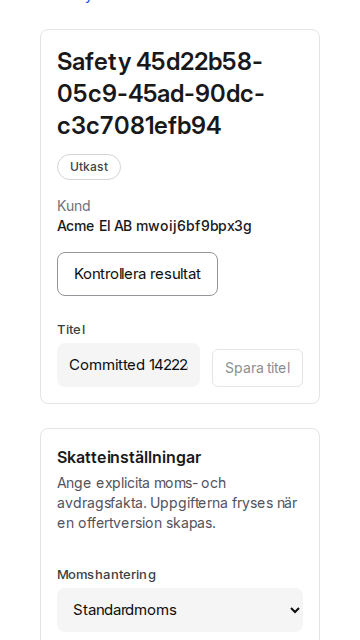 Safety 45d22b58-
05c9-45ad-90dc-
c3c7081efb94
Utkast
Kund
Acme El AB mwoij6bf9bpx3g
Kontrollera resultat
Titel
Committed 14222
Spara titel
Skatteinställningar
Ange explicita moms- och
avdragsfakta. Uppgifterna fryses när
en offertversion skapas.
Momshantering
Standardmoms